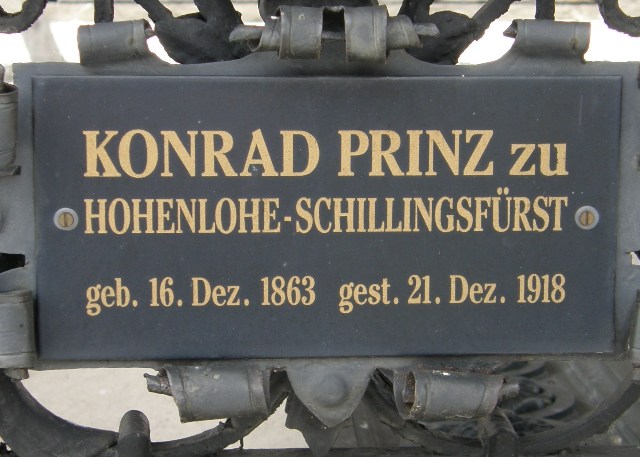 KONRAD PRINZ zu
HOHENLOHE-SCHILLINGSFÜRST
geb. 16. Dez. 1863 gest. 21. Dez. 1918